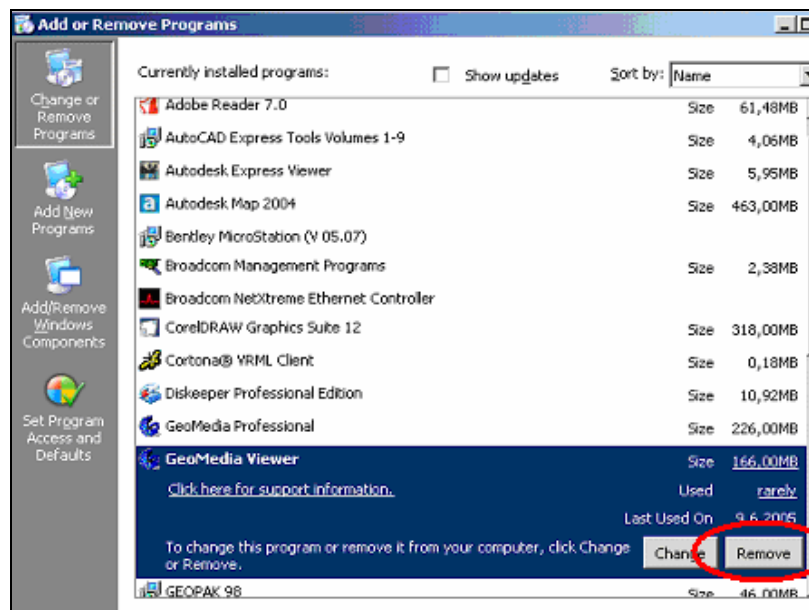 Add or Remove Programs
Change or
Remove
Programs
Add New
Programs
Add/Remove
Windows
Components
Set Program
Access and
Defaults
Currently installed programs:
Show updates
Sort by: Name
Adobe Reader 7.0 Size 61,48MB
AutoCAD Express Tools Volumes 1-9 Size 4,06MB
Autodesk Express Viewer Size 5,95MB
Autodesk Map 2004 Size 463,00MB
Bentley MicroStation (V 05.07)
Broadcom Management Programs Size 2,38MB
Broadcom NetXtreme Ethernet Controller
CorelDRAW Graphics Suite 12 Size 318,00MB
Cortona® VRML Client Size 0,18MB
Diskeeper Professional Edition Size 10,92MB
GeoMedia Professional Size 226,00MB
GeoMedia Viewer Size 166,00MB
Click here for support information. Used rarely
Last Used On 9.6.2005
To change this program or remove it from your computer, click Change
or Remove.
Change Remove
GEOPAK 98 Size 46,00MB